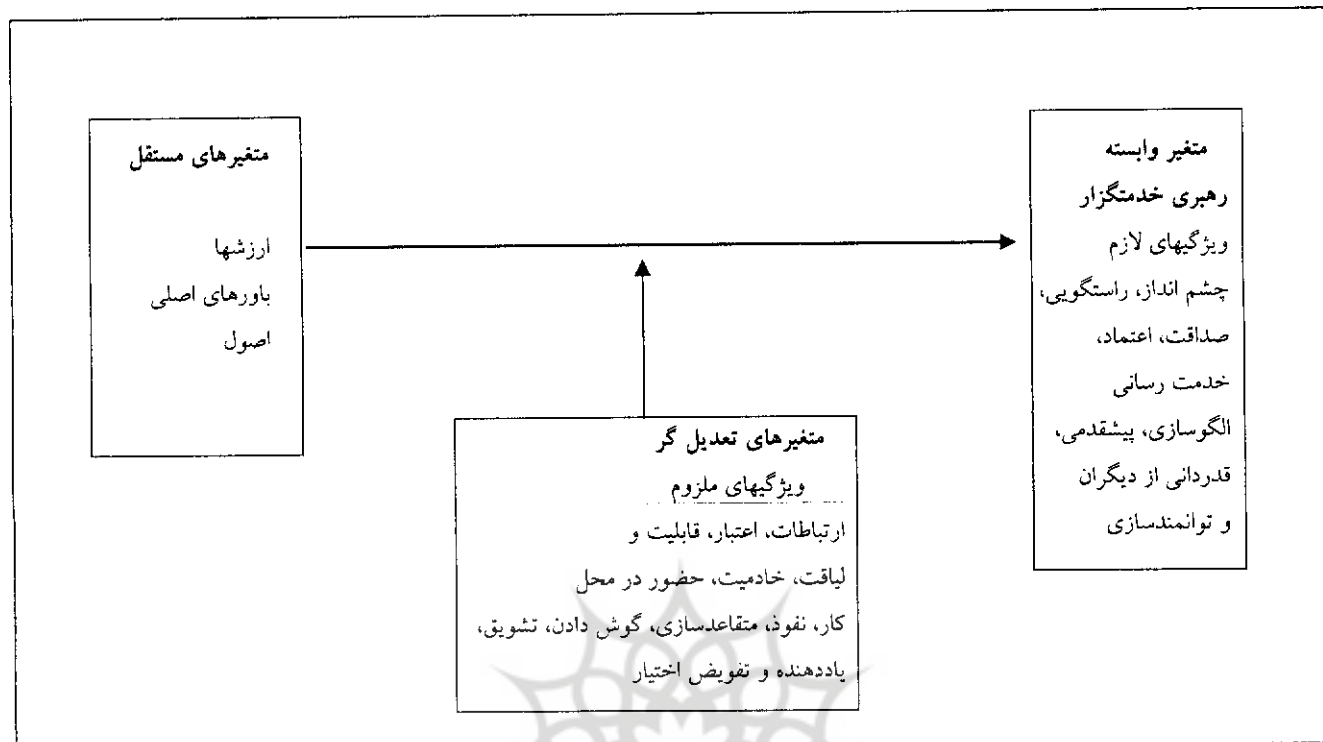 متغیر وابسته
رهبری خدمتگزار
ویژگیهای لازم
چشم انداز، راستگویی،
صداقت، اعتماد،
خدمت رسانی
الگوسازی، پیشقدمی،
قدردانی از دیگران
و توانمندسازی
متغیرهای مستقل
ارزشها
باورهای اصلی
اصول
متغیرهای تعدیل گر
ویژگیهای ملزوم
ارتباطات، اعتبار، قابلیت و
لیاقت، خادمیت، حضور در محل
کار، نفوذ، متقاعدسازی، گوش دادن، تشویق،
یاددهنده و تفویض اختیار